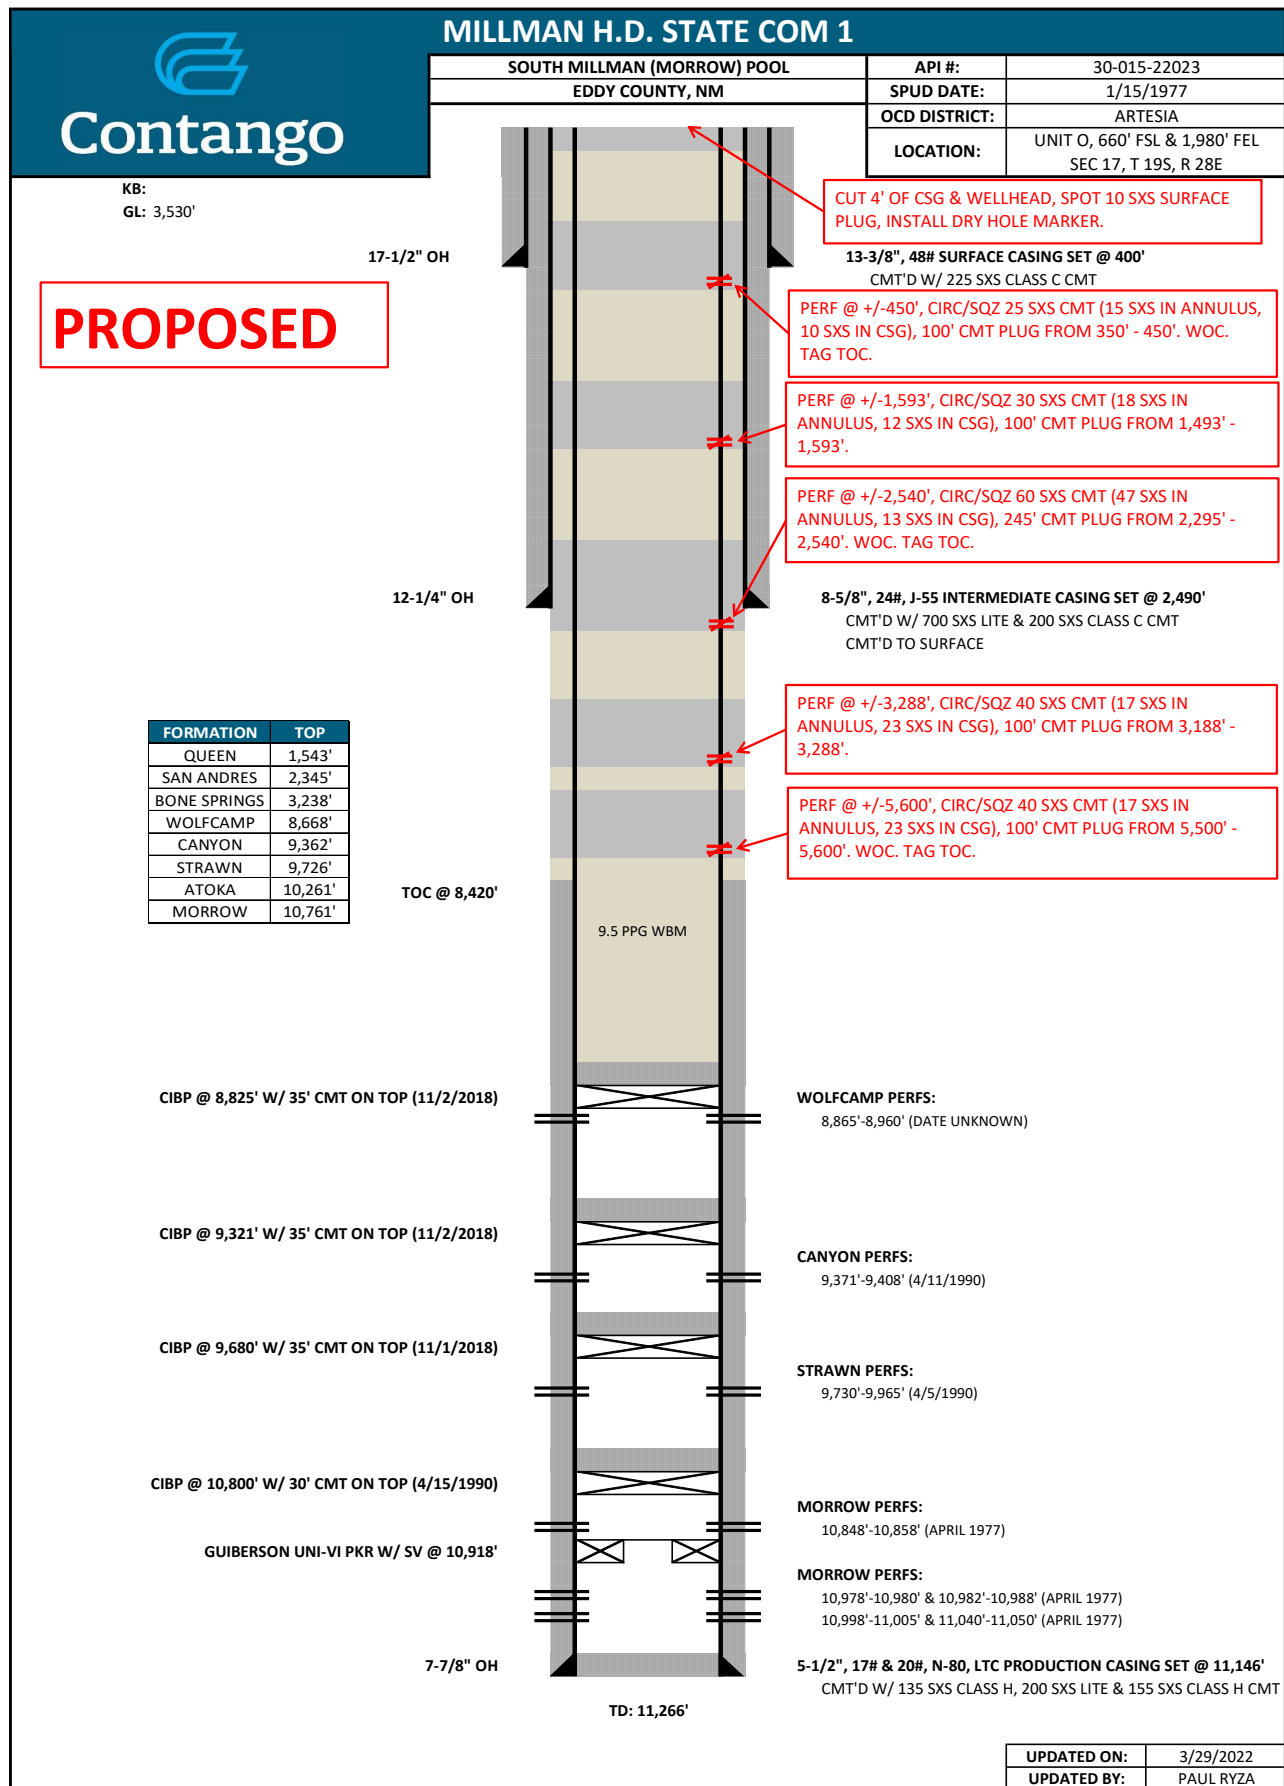 MILLMAN H.D. STATE COM 1
Contango
SOUTH MILLMAN (MORROW) POOL
EDDY COUNTY, NM
API #: 30-015-22023
SPUD DATE: 1/15/1977
OCD DISTRICT: ARTESIA
LOCATION: UNIT O, 660' FSL & 1,980' FEL
SEC 17, T 19S, R 28E
KB:
GL: 3,530'
CUT 4' OF CSG & WELLHEAD, SPOT 10 SXS SURFACE
PLUG, INSTALL DRY HOLE MARKER.
17-1/2" OH
13-3/8", 48# SURFACE CASING SET @ 400'
CMT'D W/ 225 SXS CLASS C CMT
PROPOSED
PERF @ +/-450', CIRC/SQZ 25 SXS CMT (15 SXS IN ANNULUS,
10 SXS IN CSG), 100' CMT PLUG FROM 350' - 450'. WOC.
TAG TOC.
PERF @ +/-1,593', CIRC/SQZ 30 SXS CMT (18 SXS IN
ANNULUS, 12 SXS IN CSG), 100' CMT PLUG FROM 1,493' -
1,593'.
PERF @ +/-2,540', CIRC/SQZ 60 SXS CMT (47 SXS IN
ANNULUS, 13 SXS IN CSG), 245' CMT PLUG FROM 2,295' -
2,540'. WOC. TAG TOC.
12-1/4" OH
8-5/8", 24#, J-55 INTERMEDIATE CASING SET @ 2,490'
CMT'D W/ 700 SXS LITE & 200 SXS CLASS C CMT
CMT'D TO SURFACE
PERF @ +/-3,288', CIRC/SQZ 40 SXS CMT (17 SXS IN
ANNULUS, 23 SXS IN CSG), 100' CMT PLUG FROM 3,188' -
3,288'.
FORMATION TOP
QUEEN 1,543'
SAN ANDRES 2,345'
BONE SPRINGS 3,238'
WOLFCAMP 8,668'
CANYON 9,362'
STRAWN 9,726'
ATOKA 10,261'
MORROW 10,761'
PERF @ +/-5,600', CIRC/SQZ 40 SXS CMT (17 SXS IN
ANNULUS, 23 SXS IN CSG), 100' CMT PLUG FROM 5,500' -
5,600'. WOC. TAG TOC.
TOC @ 8,420'
9.5 PPG WBM
CIBP @ 8,825' W/ 35' CMT ON TOP (11/2/2018)
WOLFCAMP PERFS:
8,865'-8,960' (DATE UNKNOWN)
CIBP @ 9,321' W/ 35' CMT ON TOP (11/2/2018)
CANYON PERFS:
9,371'-9,408' (4/11/1990)
CIBP @ 9,680' W/ 35' CMT ON TOP (11/1/2018)
STRAWN PERFS:
9,730'-9,965' (4/5/1990)
CIBP @ 10,800' W/ 30' CMT ON TOP (4/15/1990)
MORROW PERFS:
10,848'-10,858' (APRIL 1977)
GUIBERSON UNI-VI PKR W/ SV @ 10,918'
MORROW PERFS:
10,978'-10,980' & 10,982'-10,988' (APRIL 1977)
10,998'-11,005' & 11,040'-11,050' (APRIL 1977)
7-7/8" OH
5-1/2", 17# & 20#, N-80, LTC PRODUCTION CASING SET @ 11,146'
CMT'D W/ 135 SXS CLASS H, 200 SXS LITE & 155 SXS CLASS H CMT
TD: 11,266'
UPDATED ON: 3/29/2022
UPDATED BY: PAUL RYZA